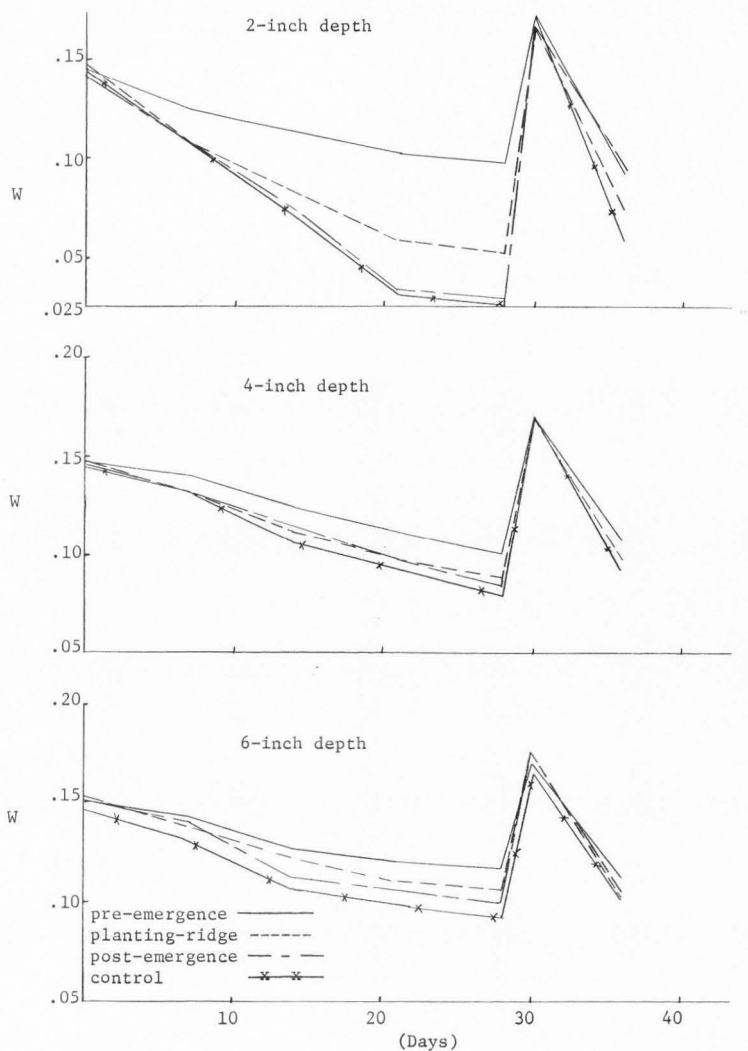 2-inch depth
.15
.10
W
.05
.025
.20
4-inch depth
.15
W
.10
.05
.20
6-inch depth
.15
W
.10
pre-emergence
planting-ridge
post-emergence
control
.05
10 20 30 40
(Days)